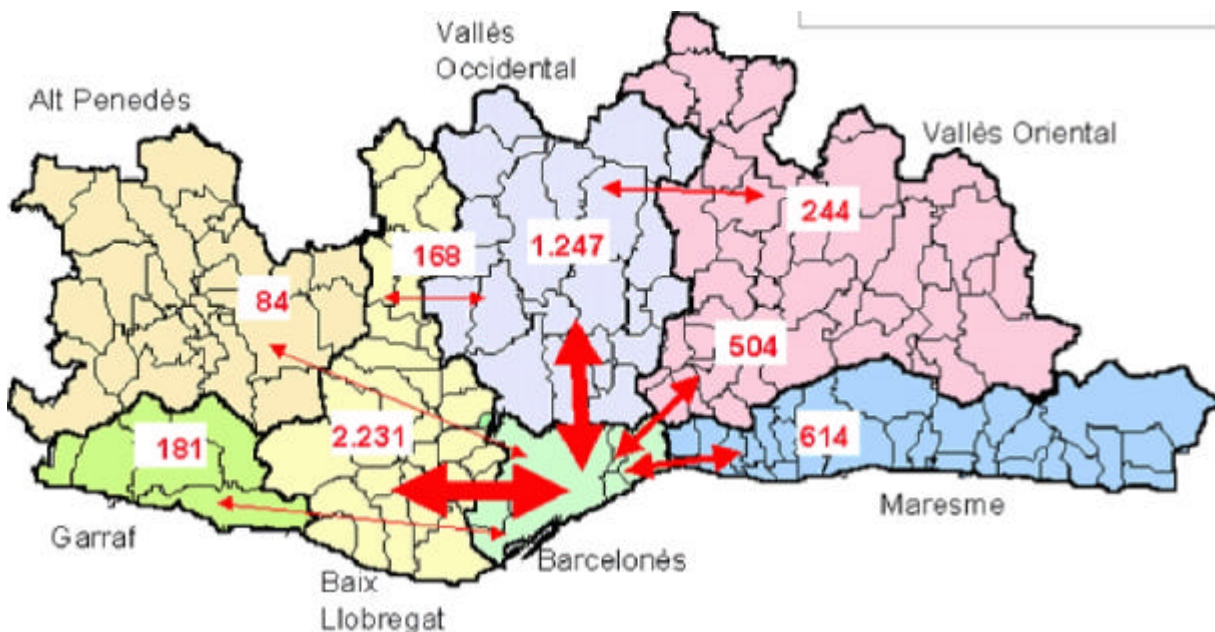 Vallés
Occidental
Alt Penedés
Vallès Oriental
244
168
1.247
84
504
181
2.231
614
Maresme
Garraf
Barcelonés
Baix
Llobregat